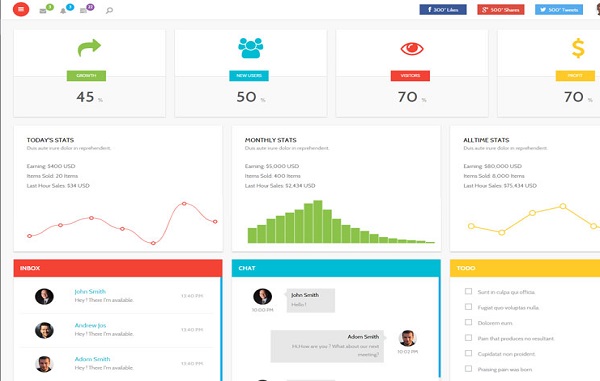 500+ Likes
500+ Shares
500+ Tweets
GROWTH
45 %
NEW USERS
50 %
VISITORS
70 %
PROFIT
70 %
TODAY'S STATS
Duis aute irure dolor in reprehenderit.
Earning: $400 USD
Items Sold: 20 Items
Last Hour Sales: $34 USD
MONTHLY STATS
Duis aute irure dolor in reprehenderit.
Earning: $5,000 USD
Items Sold: 400 Items
Last Hour Sales: $2,434 USD
ALLTIME STATS
Duis aute irure dolor in reprehenderit.
Earning: $80,000 USD
Items Sold: 8,000 Items
Last Hour Sales: $75,434 USD
INBOX
John Smith
Hey ! There I'm available.
13:40 PM
Andrew Jos
Hey ! There I'm available.
13:40 PM
Adam Smith
Hey ! There I'm available.
13:40 PM
CHAT
John Smith
Hello !
10:00 PM
Adam Smith
Hi,How are you ? What about our next
meeting?
10:02 PM
TODO
Sunt in culpa qui officia.
Fugiat quo voluptas nulla.
Dolorem eum.
Pain that produces no resultant.
Cupidatat non proident.
Praising pain was born.